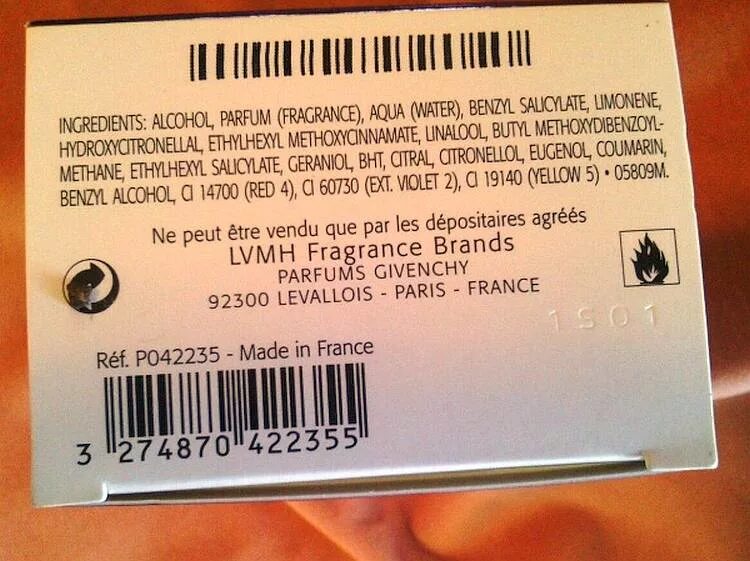 INGREDIENTS: ALCOHOL, PARFUM (FRAGRANCE), AQUA (WATER), BENZYL SALICYLATE, LIMONENE,
HYDROXYCITRONELLAL, ETHYLHEXYL METHOXYCINNAMATE, LINALOOL, BUTYL METHOXYDIBENZOYL-
METHANE, ETHYLHEXYL SALICYLATE, GERANIOL, BHT, CITRAL, CITRONELLOL, EUGENOL, COUMARIN,
BENZYL ALCOHOL, CI 14700 (RED 4), CI 60730 (EXT. VIOLET 2), CI 19140 (YELLOW 5) • 05809M.
Ne peut être vendu que par les dépositaires agréés
LVMH Fragrance Brands
PARFUMS GIVENCHY
92300 LEVALLOIS - PARIS - FRANCE
1S01
Réf. P042235 - Made in France
3 274870 422355